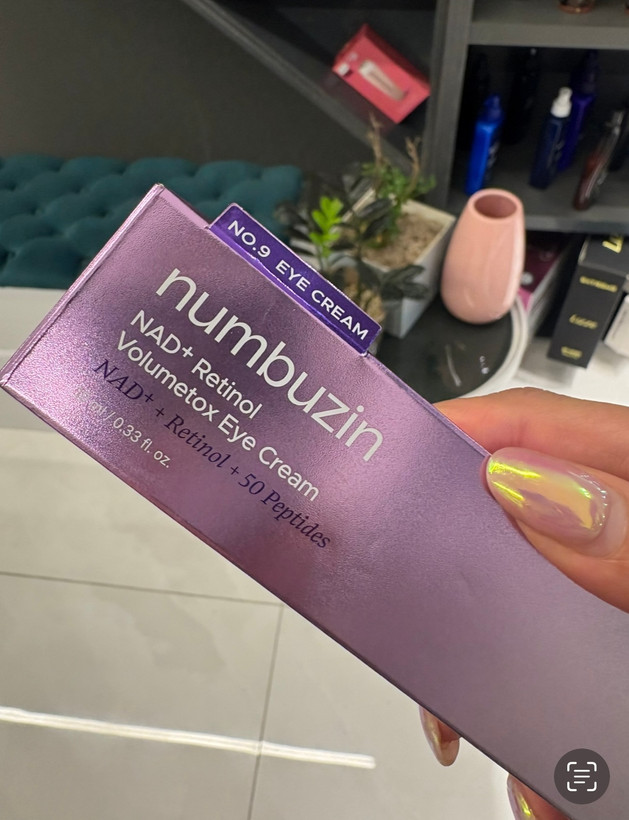 NO.9 EYE CREAM
numbuzin
NAD+ Retinol
Volumetox Eye Cream
NAD+ + Retinol + 50 Peptides
/ 0.33 fl. oz.